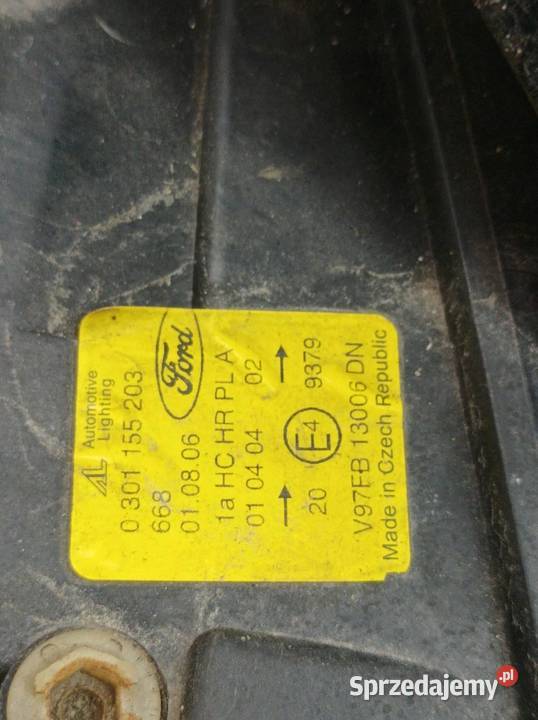 AL Automotive
Lighting
0 301 155 203
668
Ford
01.08.06
1a HC HR PL A
01 04 04 02
→ →
20 E4 9379
V97FB 13006 DN
Made in Czech Republic
Sprzedajemy.pl